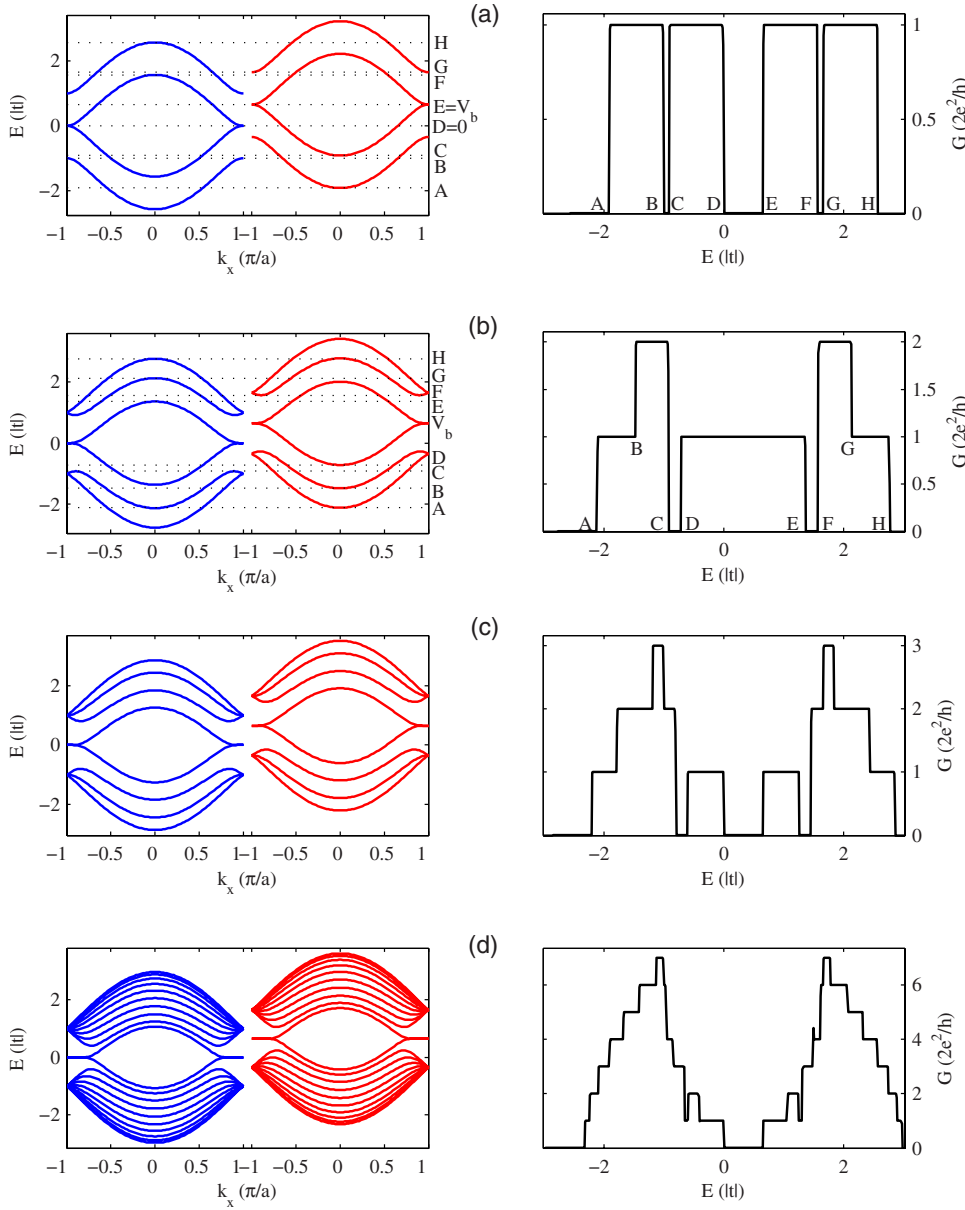 (a)
E (|t|)
2
0
−2
H
G
F
E=V_b
D=0
C
B
A
−1 −0.5 0 0.5 1 −1 −0.5 0 0.5 1
k_x (π/a)
k_x (π/a)
1
0.5
0
G (2e²/h)
A B C D E F G H
−2 0 2
E (|t|)
(b)
E (|t|)
2
0
−2
H
G
F
E
V_b
D
C
B
A
−1 −0.5 0 0.5 1 −1 −0.5 0 0.5 1
k_x (π/a)
k_x (π/a)
2
1.5
1
0.5
0
G (2e²/h)
B G
A C D E F H
−2 0 2
E (|t|)
(c)
E (|t|)
2
0
−2
−1 −0.5 0 0.5 1 −1 −0.5 0 0.5 1
k_x (π/a)
k_x (π/a)
3
2
1
0
G (2e²/h)
−2 0 2
E (|t|)
(d)
E (|t|)
2
0
−2
−1 −0.5 0 0.5 1 −1 −0.5 0 0.5 1
k_x (π/a)
k_x (π/a)
6
4
2
0
G (2e²/h)
−2 0 2
E (|t|)